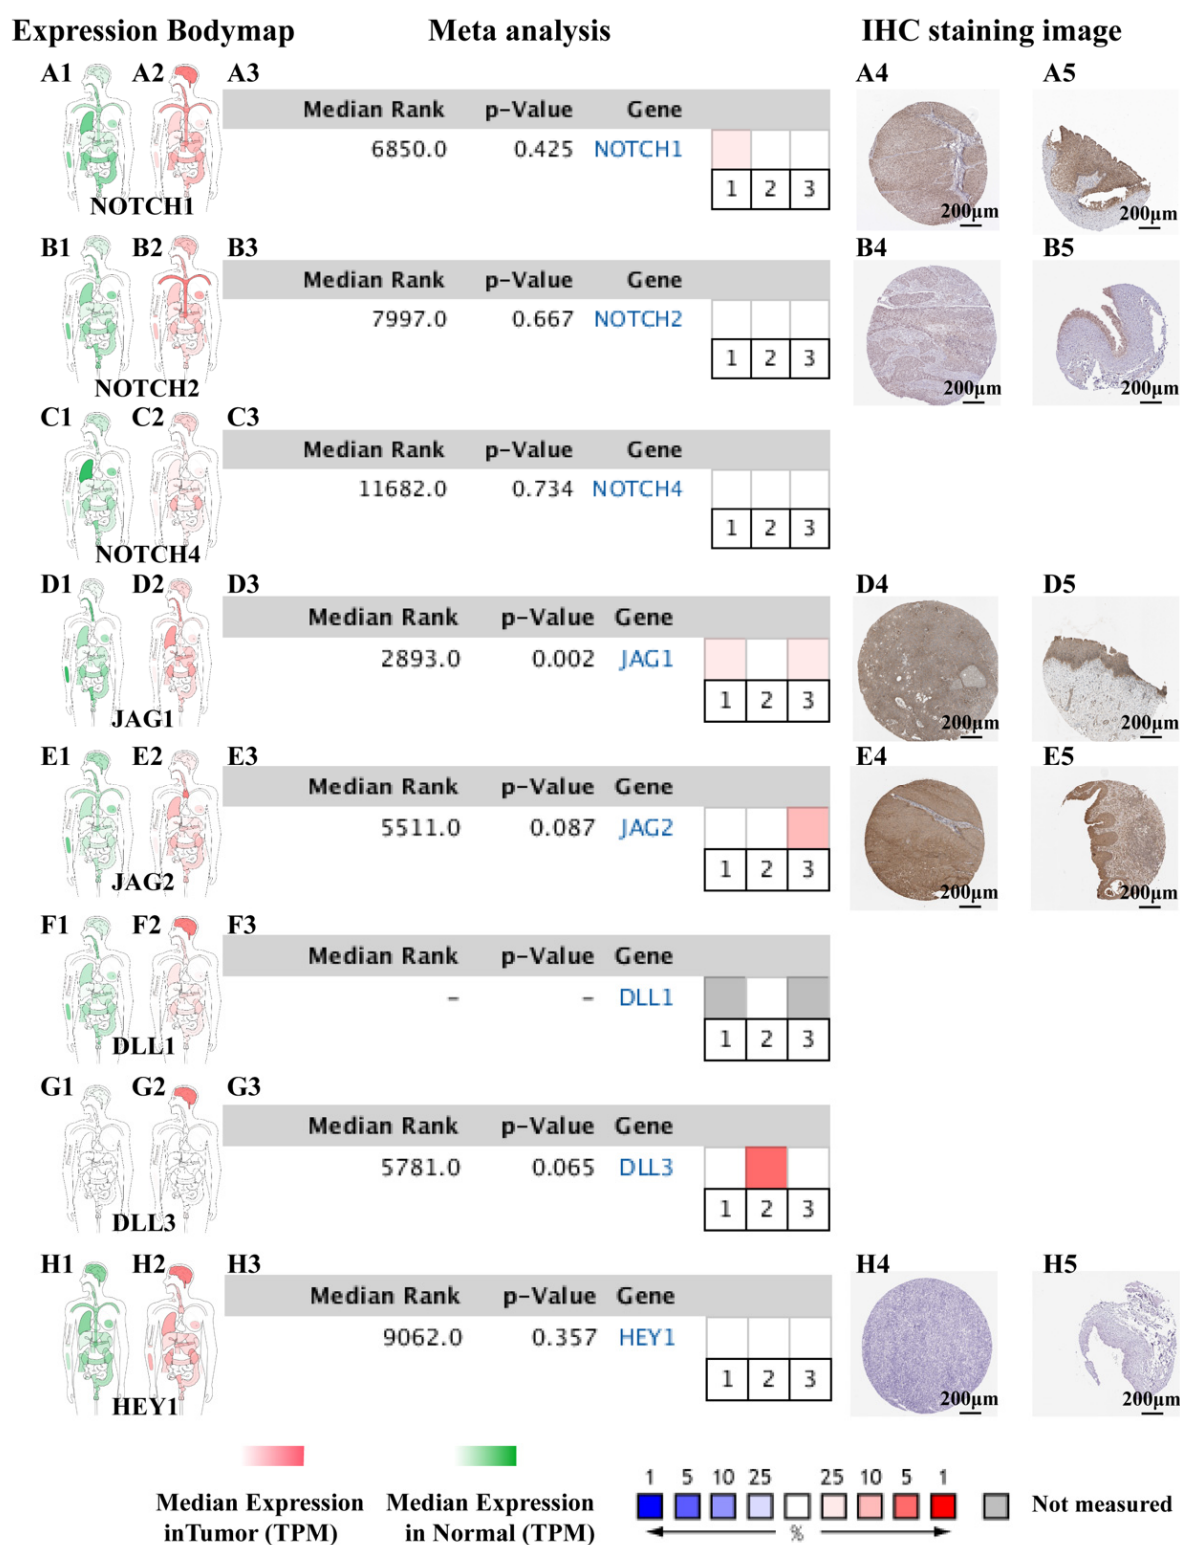 Expression Bodymap Meta analysis IHC staining image
A1 A2 A3 A4 A5
Median Rank p-Value Gene
6850.0 0.425 NOTCH1
1 2 3
NOTCH1
200μm 200μm
B1 B2 B3 B4 B5
Median Rank p-Value Gene
7997.0 0.667 NOTCH2
1 2 3
NOTCH2
200μm 200μm
C1 C2 C3
Median Rank p-Value Gene
11682.0 0.734 NOTCH4
1 2 3
NOTCH4
D1 D2 D3 D4 D5
Median Rank p-Value Gene
2893.0 0.002 JAG1
1 2 3
JAG1
200μm 200μm
E1 E2 E3 E4 E5
Median Rank p-Value Gene
5511.0 0.087 JAG2
1 2 3
JAG2
200μm 200μm
F1 F2 F3
Median Rank p-Value Gene
– – DLL1
1 2 3
DLL1
G1 G2 G3
Median Rank p-Value Gene
5781.0 0.065 DLL3
1 2 3
DLL3
H1 H2 H3 H4 H5
Median Rank p-Value Gene
9062.0 0.357 HEY1
1 2 3
HEY1
200μm 200μm
1 5 10 25 25 10 5 1
Median Expression Median Expression Not measured
inTumor (TPM) in Normal (TPM) %